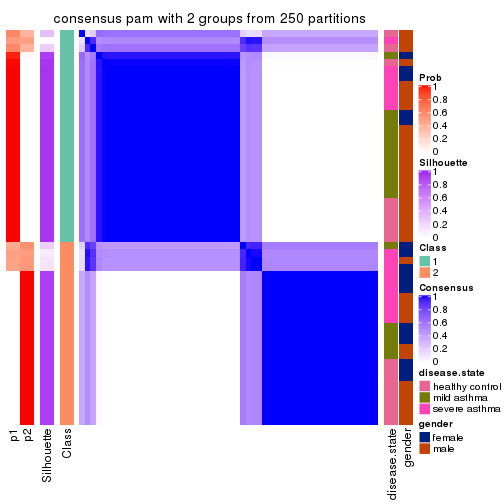 consensus pam with 2 groups from 250 partitions
Prob
1
0.8
0.6
0.4
0.2
0
Silhouette
1
0.8
0.6
0.4
0.2
0
Class
1
2
Consensus
1
0.8
0.6
0.4
0.2
0
disease.state
healthy control
mild asthma
severe asthma
gender
female
male
p1
p2
Silhouette
Class
disease.state
gender